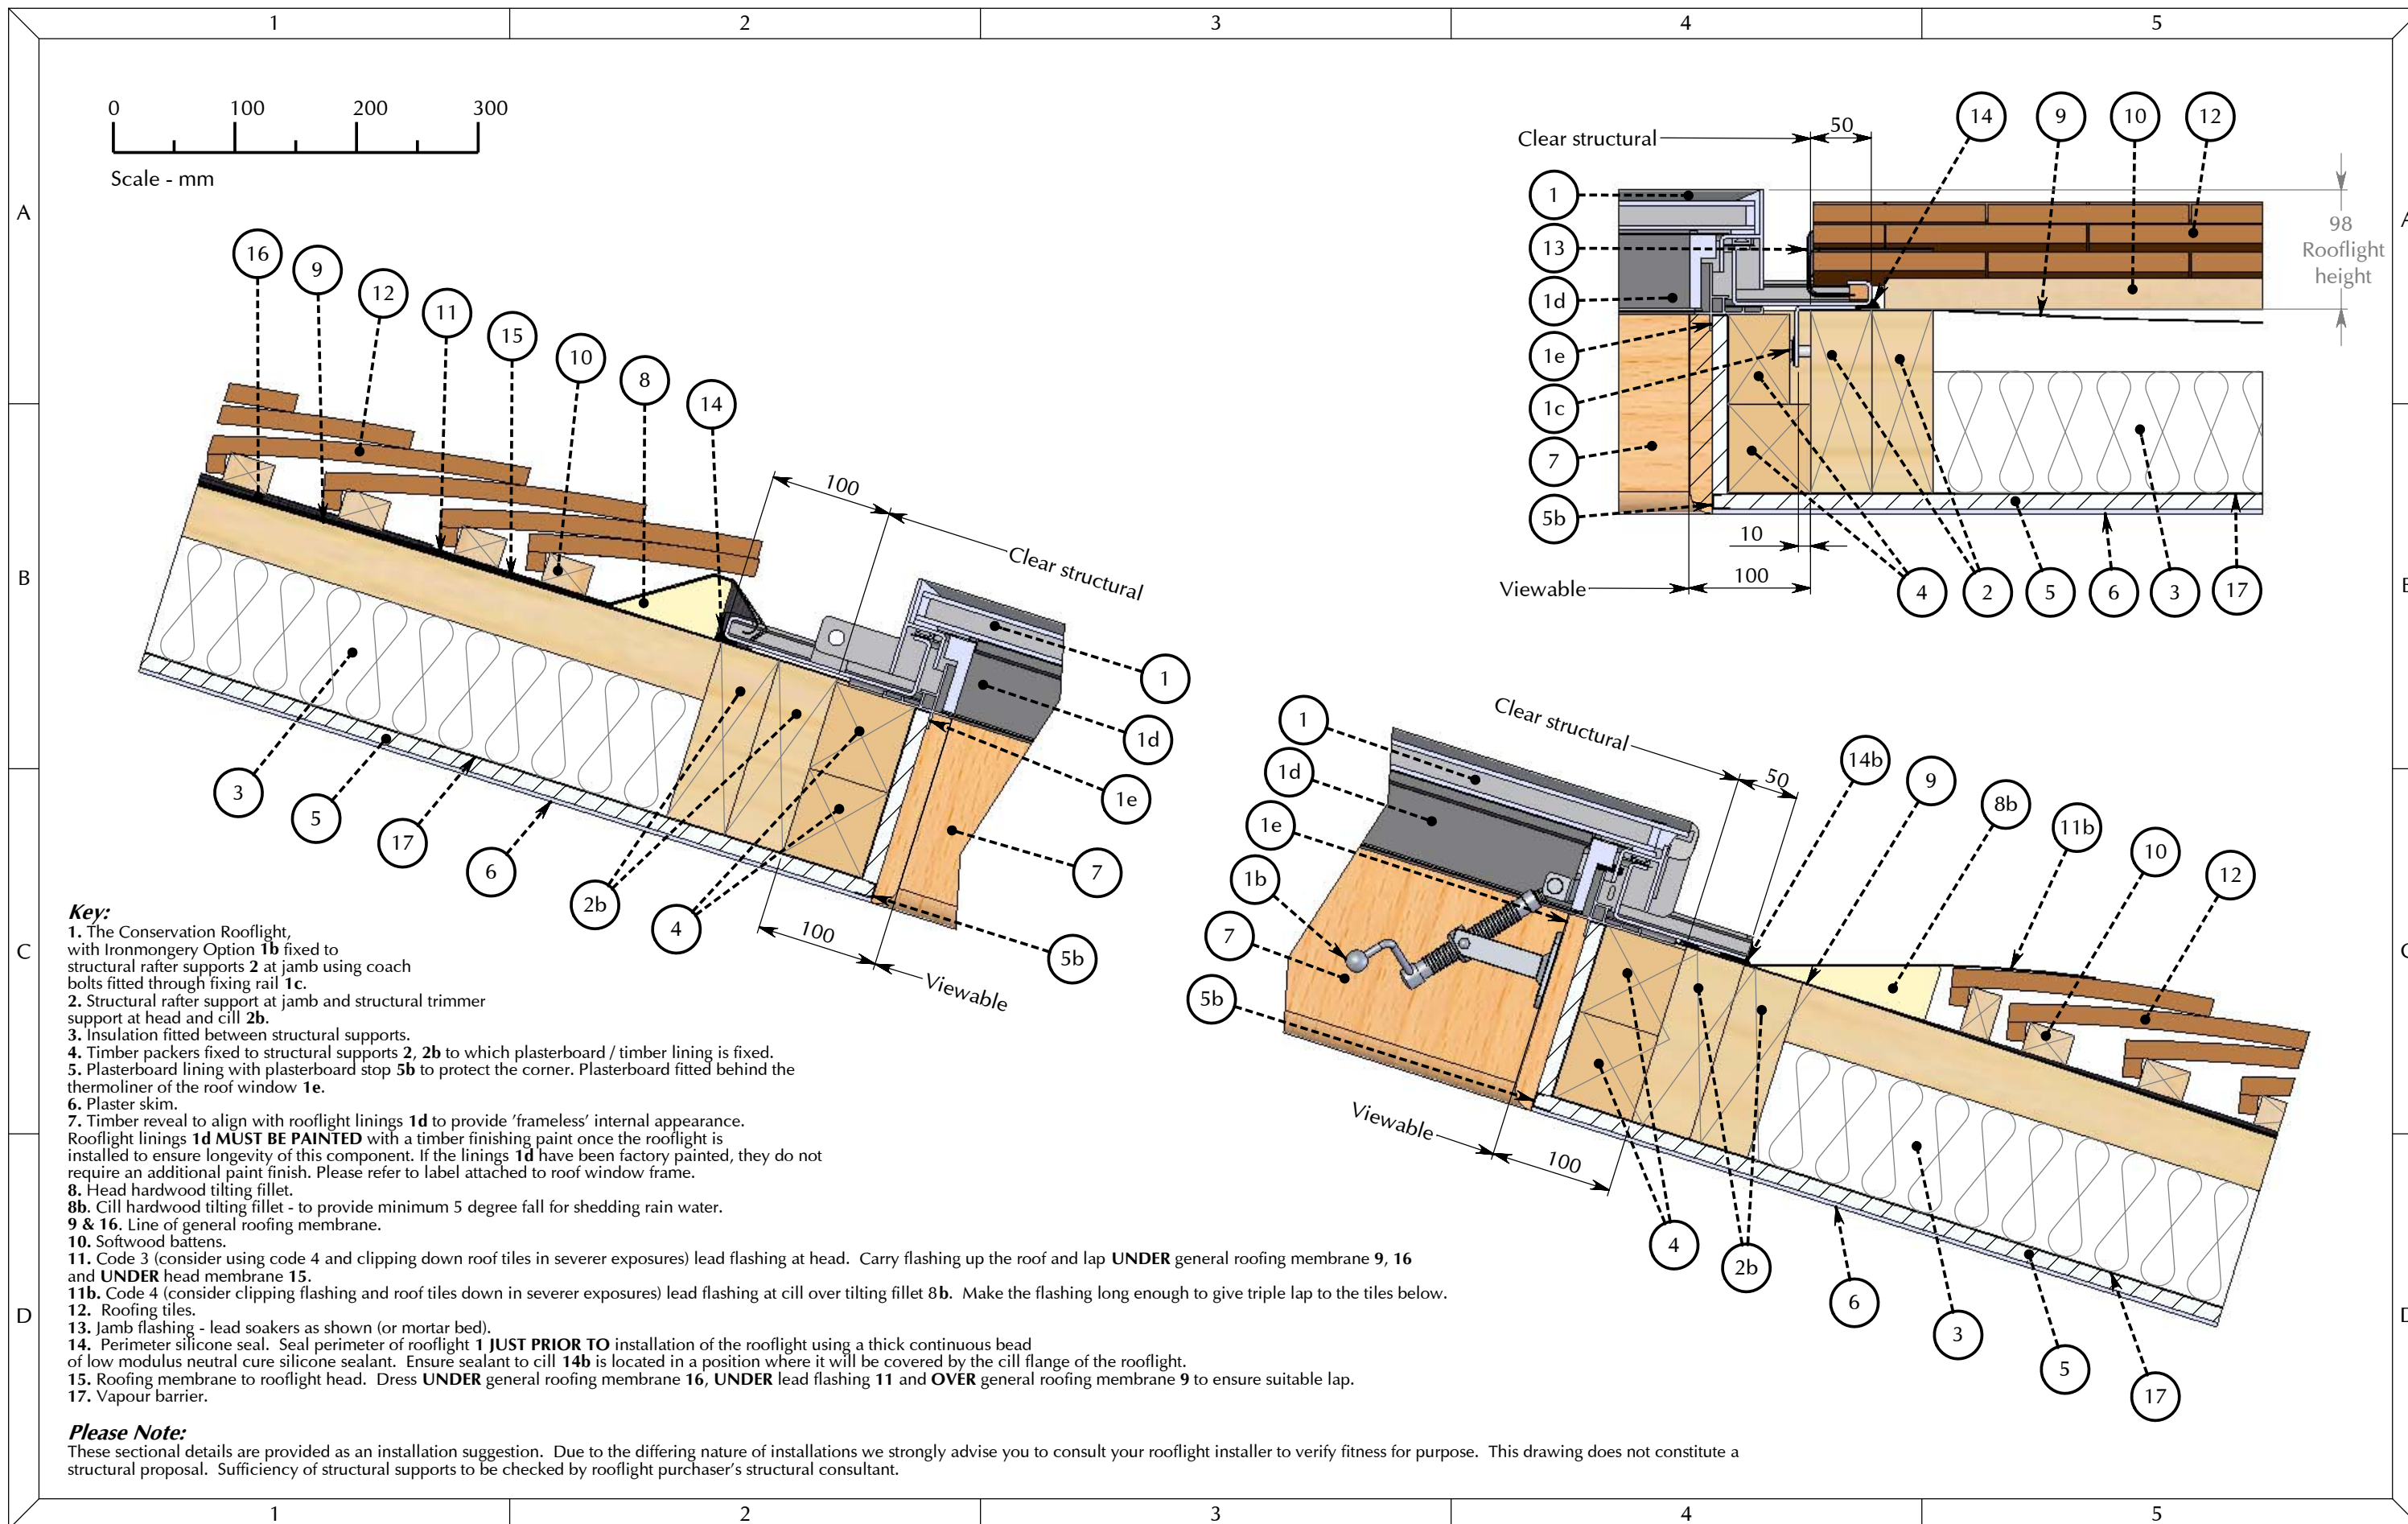 1 2 3 4 5
A
B
C
D
0 100 200 300
Scale - mm
16
9
12
11
15
10
8
14
100
Clear structural
1
1d
1e
7
5b
3
5
17
6
2b
4
100
Viewable
Clear structural
50
14
9
10
12
1
13
1d
1e
1c
7
5b
98
Rooflight
height
10
100
Viewable
4
2
5
6
3
17
A
Clear structural
50
1
1d
1e
1b
7
5b
14b
9
8b
11b
10
12
Viewable
100
4
2b
6
3
5
17
Key:
1. The Conservation Rooflight,
with Ironmongery Option 1b fixed to
structural rafter supports 2 at jamb using coach
bolts fitted through fixing rail 1c.
2. Structural rafter support at jamb and structural trimmer
support at head and cill 2b.
3. Insulation fitted between structural supports.
4. Timber packers fixed to structural supports 2, 2b to which plasterboard / timber lining is fixed.
5. Plasterboard lining with plasterboard stop 5b to protect the corner. Plasterboard fitted behind the
thermoliner of the roof window 1e.
6. Plaster skim.
7. Timber reveal to align with rooflight linings 1d to provide 'frameless' internal appearance.
Rooflight linings 1d MUST BE PAINTED with a timber finishing paint once the rooflight is
installed to ensure longevity of this component. If the linings 1d have been factory painted, they do not
require an additional paint finish. Please refer to label attached to roof window frame.
8. Head hardwood tilting fillet.
8b. Cill hardwood tilting fillet - to provide minimum 5 degree fall for shedding rain water.
9 & 16. Line of general roofing membrane.
10. Softwood battens.
11. Code 3 (consider using code 4 and clipping down roof tiles in severer exposures) lead flashing at head. Carry flashing up the roof and lap UNDER general roofing membrane 9, 16
and UNDER head membrane 15.
11b. Code 4 (consider clipping flashing and roof tiles down in severer exposures) lead flashing at cill over tilting fillet 8b. Make the flashing long enough to give triple lap to the tiles below.
12. Roofing tiles.
13. Jamb flashing - lead soakers as shown (or mortar bed).
14. Perimeter silicone seal. Seal perimeter of rooflight 1 JUST PRIOR TO installation of the rooflight using a thick continuous bead
of low modulus neutral cure silicone sealant. Ensure sealant to cill 14b is located in a position where it will be covered by the cill flange of the rooflight.
15. Roofing membrane to rooflight head. Dress UNDER general roofing membrane 16, UNDER lead flashing 11 and OVER general roofing membrane 9 to ensure suitable lap.
17. Vapour barrier.
Please Note:
These sectional details are provided as an installation suggestion. Due to the differing nature of installations we strongly advise you to consult your rooflight installer to verify fitness for purpose. This drawing does not constitute a
structural proposal. Sufficiency of structural supports to be checked by rooflight purchaser's structural consultant.
1 2 3 4 5